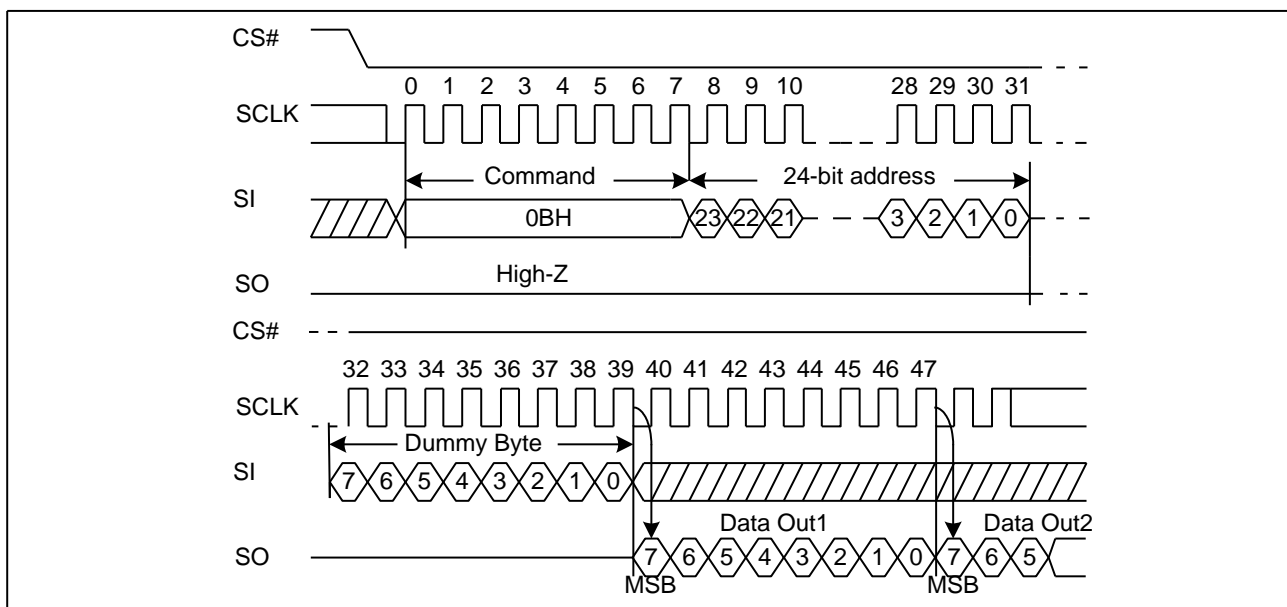 CS#
0 1 2 3 4 5 6 7 8 9 10 28 29 30 31
SCLK
Command 24-bit address
SI
0BH 23 22 21 3 2 1 0
High-Z
SO
CS#
32 33 34 35 36 37 38 39 40 41 42 43 44 45 46 47
SCLK
Dummy Byte
SI
7 6 5 4 3 2 1 0
Data Out1 Data Out2
SO
7 6 5 4 3 2 1 0 7 6 5
MSB MSB